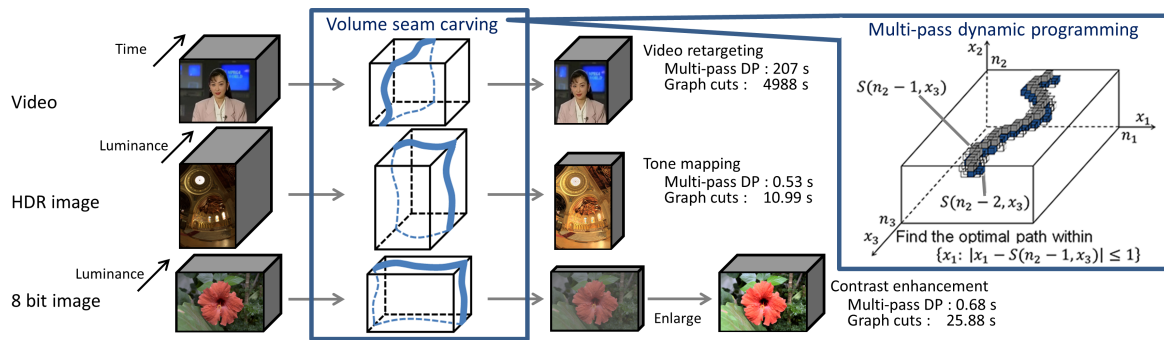 Volume seam carving
Multi-pass dynamic programming
Time
Video
Video retargeting
Multi-pass DP : 207 s
Graph cuts : 4988 s
Luminance
HDR image
Tone mapping
Multi-pass DP : 0.53 s
Graph cuts : 10.99 s
Luminance
8 bit image
Enlarge
Contrast enhancement
Multi-pass DP : 0.68 s
Graph cuts : 25.88 s
x₂
n₂
S(n₂ − 1, x₃)
x₁
n₁
S(n₂ − 2, x₃)
n₃
x₃
Find the optimal path within
{x₁: |x₁ − S(n₂ − 1, x₃)| ≤ 1}